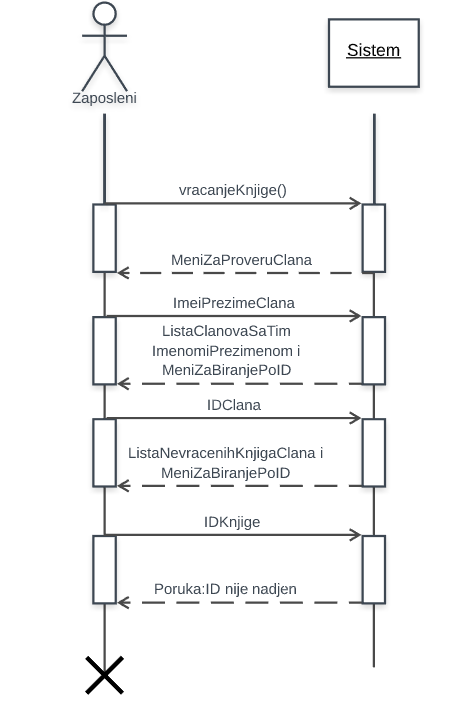 Sistem
Zaposleni
vracanjeKnjige()
MeniZaProveruClana
ImeiPrezimeClana
ListaClanovaSaTim
ImenomiPrezimenom i
MeniZaBiranjePoID
IDClana
ListaNevracenihKnjigaClana i
MeniZaBiranjePoID
IDKnjige
Poruka:ID nije nadjen